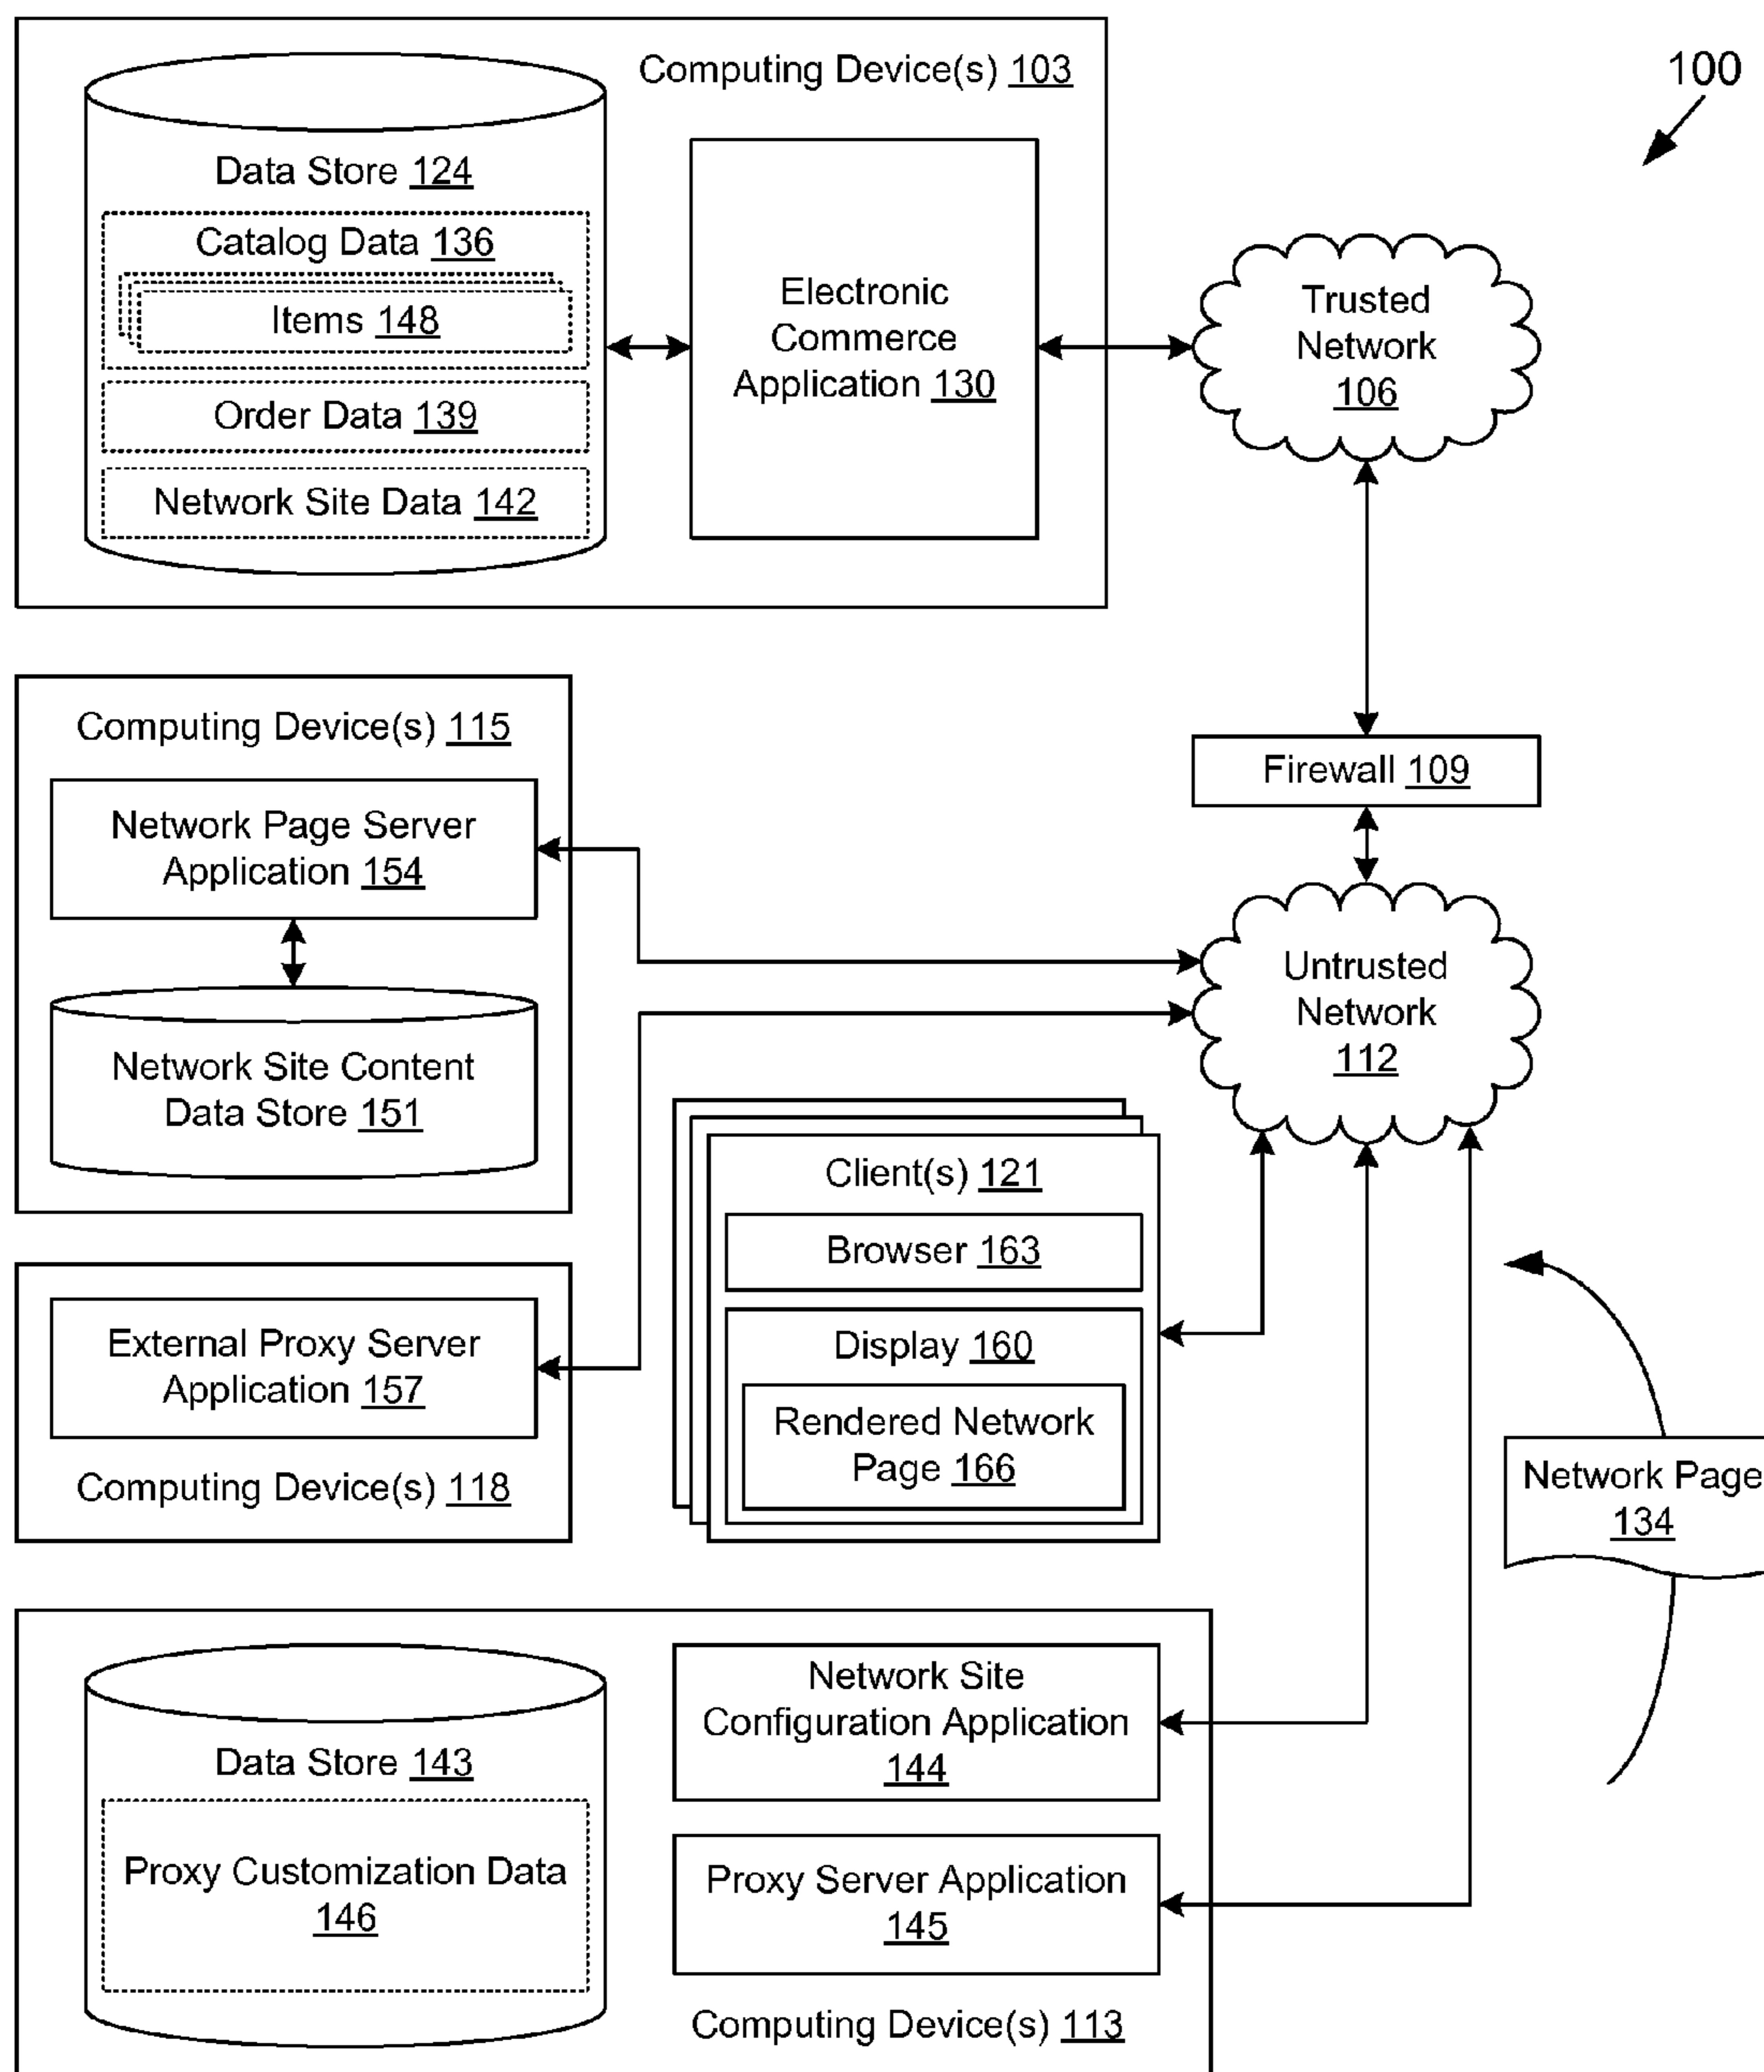 Computing Device(s) 103
100
Data Store 124
Catalog Data 136
Items 148
Order Data 139
Network Site Data 142
Electronic
Commerce
Application 130
Trusted
Network
106
Computing Device(s) 115
Network Page Server
Application 154
Network Site Content
Data Store 151
Firewall 109
Untrusted
Network
112
Client(s) 121
Browser 163
Display 160
Rendered Network
Page 166
External Proxy Server
Application 157
Computing Device(s) 118
Network Page
134
Data Store 143
Proxy Customization Data
146
Network Site
Configuration Application
144
Proxy Server Application
145
Computing Device(s) 113